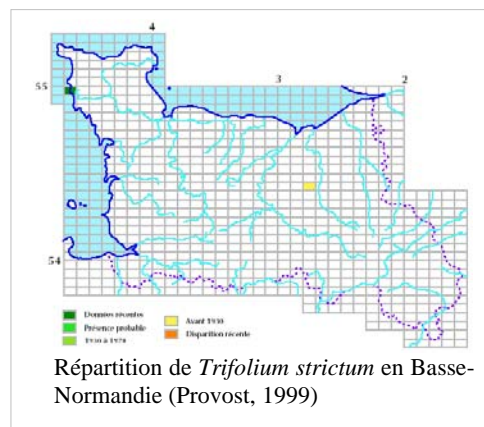 4
55
3
2
54
Données récentes
Présence probable
1930 à 1970
Avant 1930
Disparition récente
Répartition de Trifolium strictum en Basse-
Normandie (Provost, 1999)